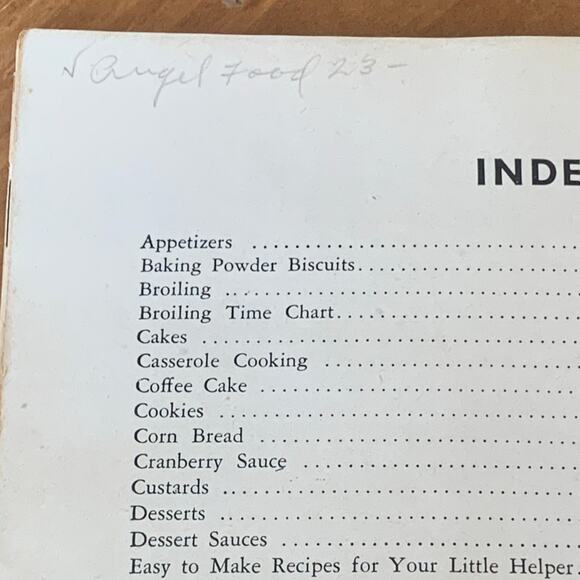 √ Angel Food 23-
INDE
Appetizers ........................
Baking Powder Biscuits................
Broiling ........................
Broiling Time Chart..................
Cakes ...........................
Casserole Cooking ..................
Coffee Cake .......................
Cookies ..........................
Corn Bread .......................
Cranberry Sauce ....................
Custards .........................
Desserts .........................
Dessert Sauces .....................
Easy to Make Recipes for Your Little Helper.